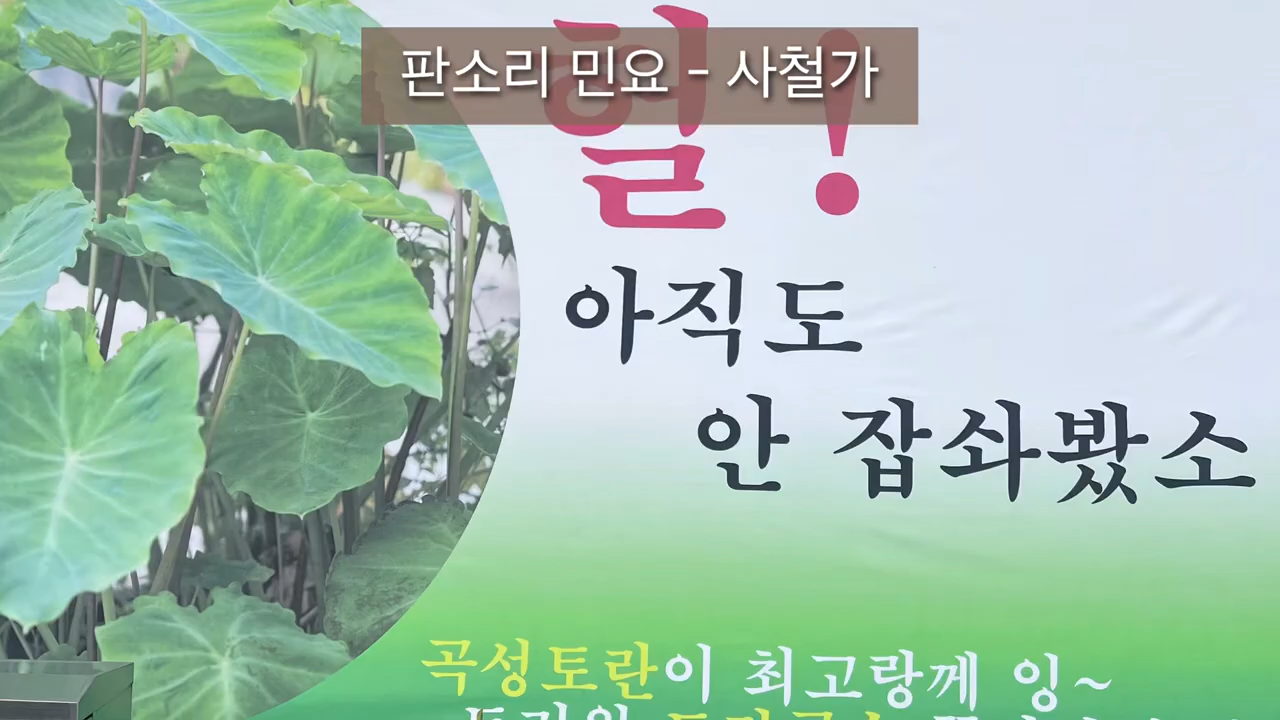 판소리 민요 - 사철가
헐!
아직도
안 잡솨봤소
곡성토란이 최고랑께 잉~